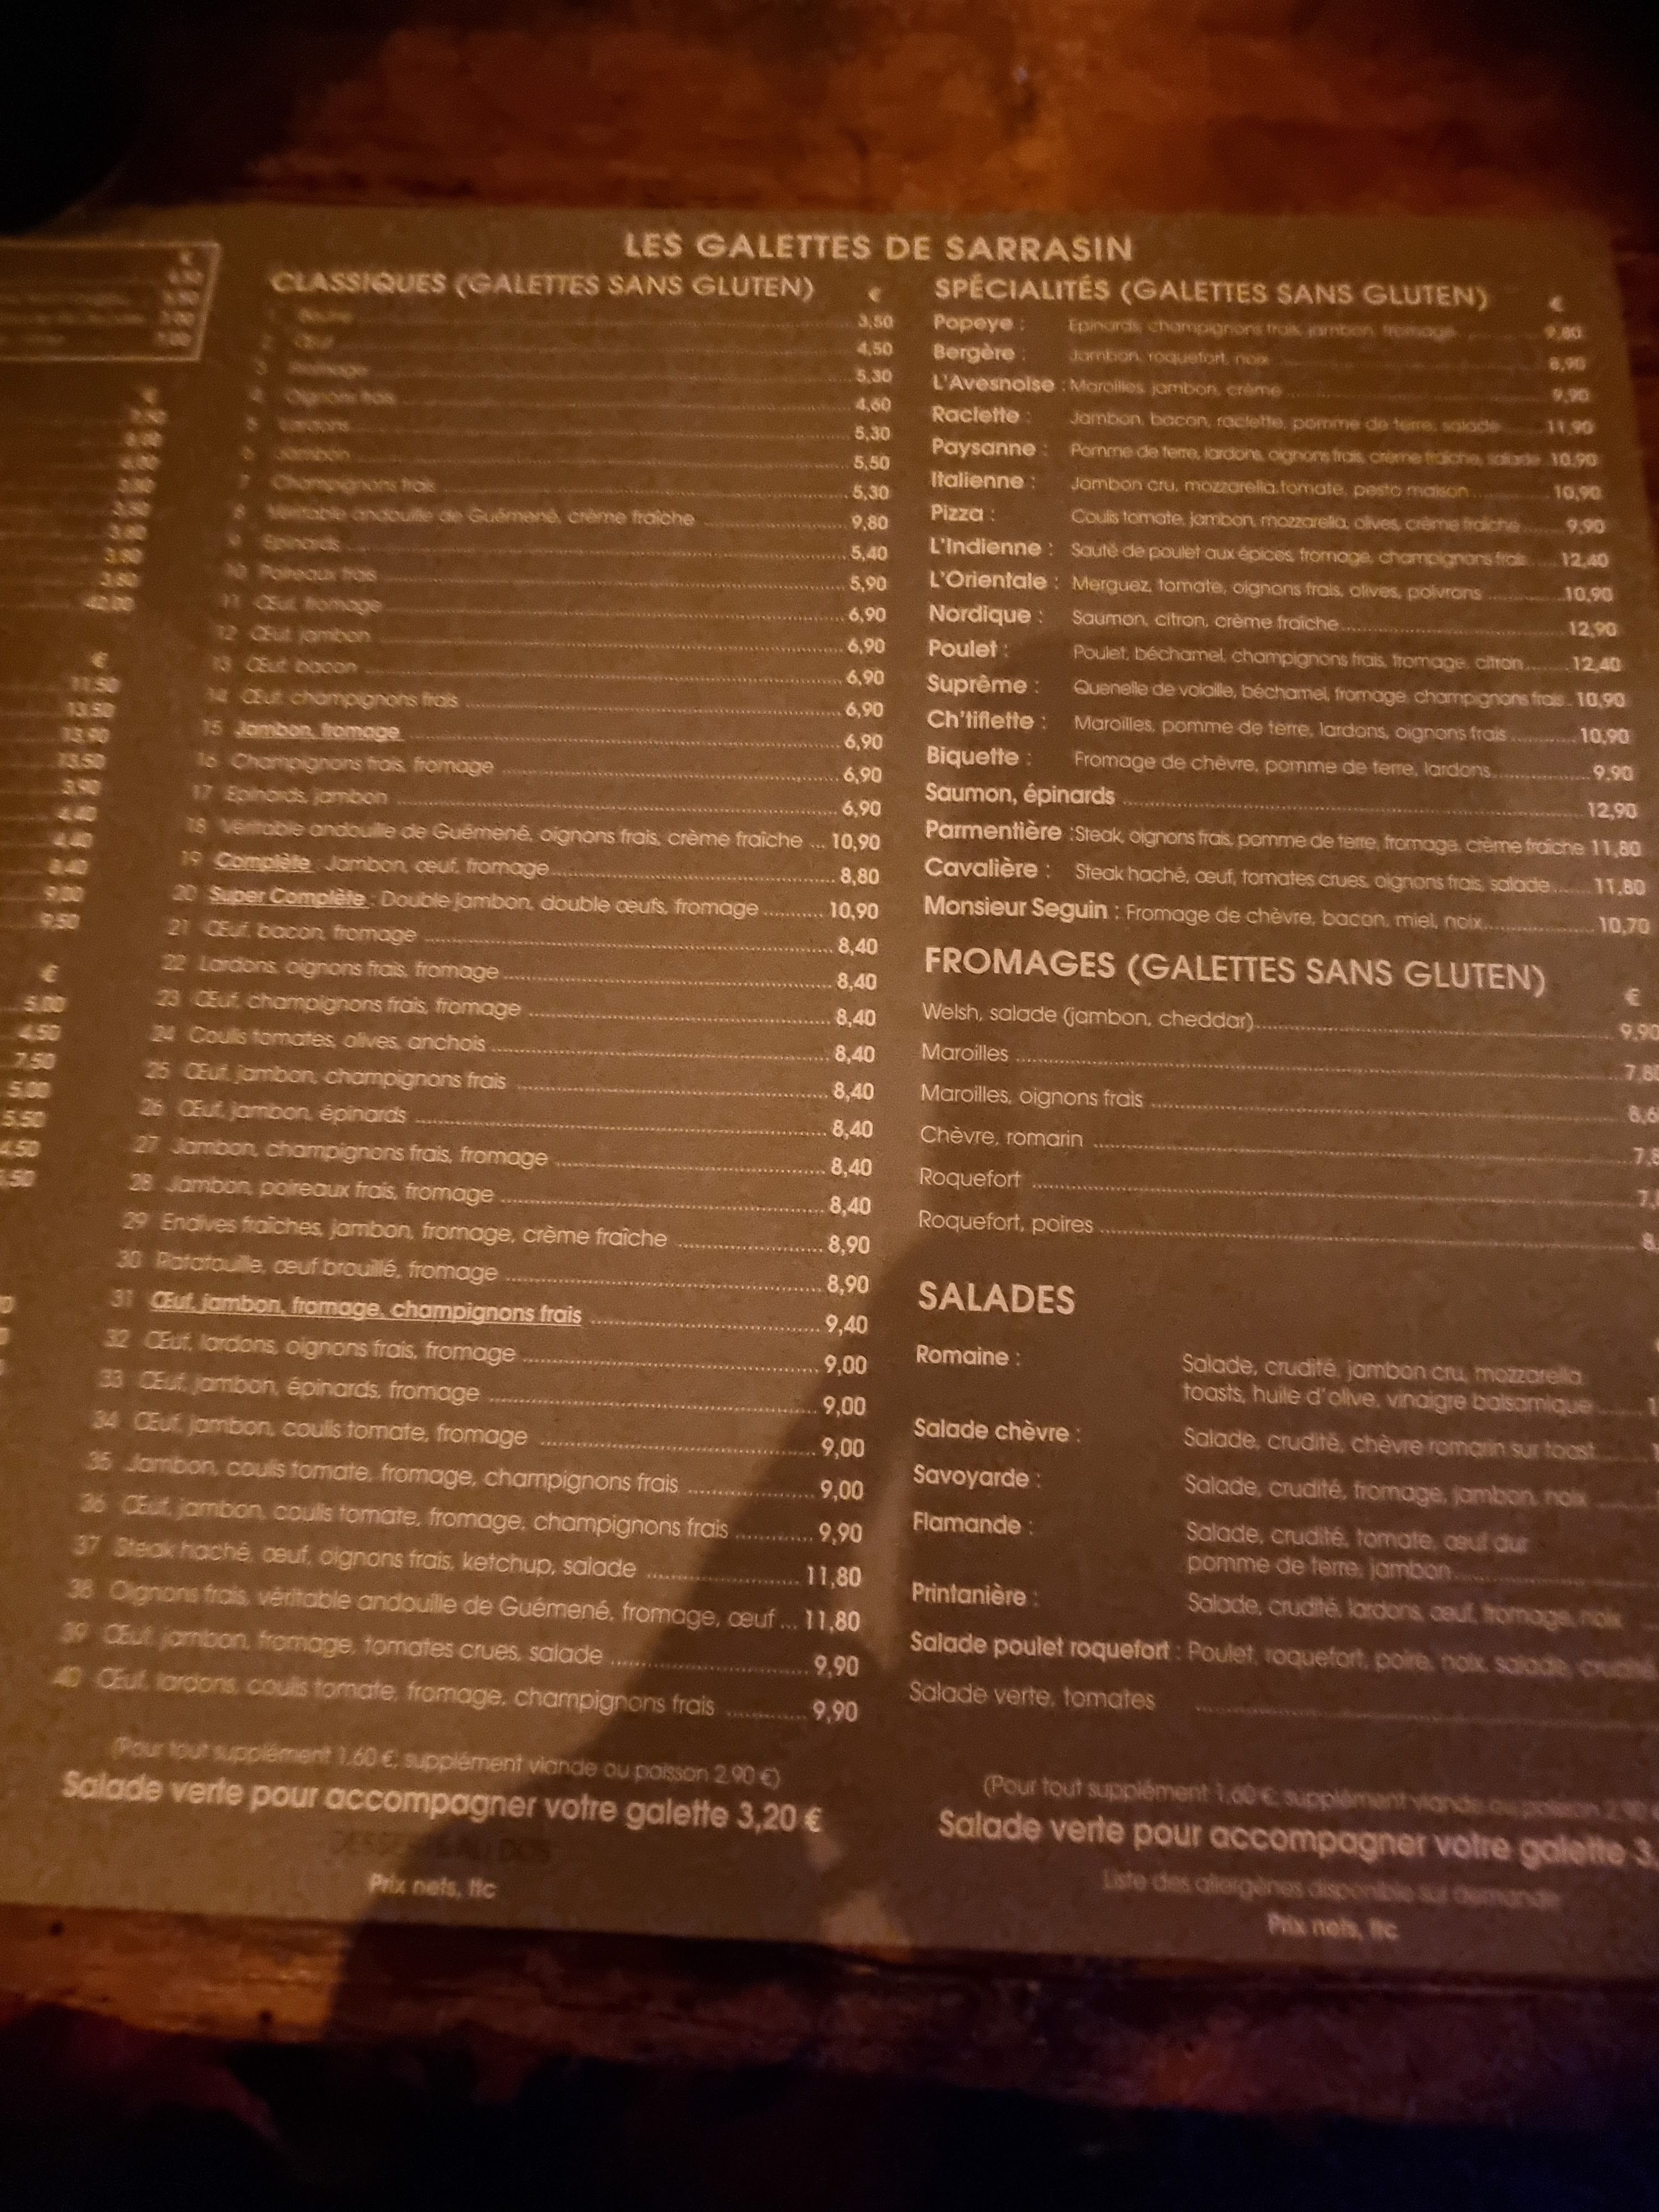 LES GALETTES DE SARRASIN
CLASSIQUES (GALETTES SANS GLUTEN) €
1 Beurre 3,50
2 Œuf 4,50
3 Fromage 5,30
4 Oignons frais 4,60
5 Lardons 5,30
6 Jambon 5,50
7 Champignons frais 5,30
8 Véritable andouille de Guémené, crème fraîche 9,80
9 Epinards 5,40
10 Poireaux frais 5,90
11 Œuf, fromage 6,90
12 Œuf, jambon 6,90
13 Œuf, bacon 6,90
14 Œuf, champignons frais 6,90
15 Jambon, fromage 6,90
16 Champignons frais, fromage 6,90
17 Epinards, jambon 6,90
18 Véritable andouille de Guémené, oignons frais, crème fraîche ... 10,90
19 Complète : Jambon, œuf, fromage 8,80
20 Super Complète : Double jambon, double œufs, fromage 10,90
21 Œuf, bacon, fromage 8,40
22 Lardons, oignons frais, fromage 8,40
23 Œuf, champignons frais, fromage 8,40
24 Coulis tomates, olives, anchois 8,40
25 Œuf, jambon, champignons frais 8,40
26 Œuf, jambon, épinards 8,40
27 Jambon, champignons frais, fromage 8,40
28 Jambon, poireaux frais, fromage 8,40
29 Endives fraîches, jambon, fromage, crème fraîche 8,90
30 Ratatouille, œuf brouillé, fromage 8,90
31 Œuf, jambon, fromage, champignons frais 9,40
32 Œuf, lardons, oignons frais, fromage 9,00
33 Œuf, jambon, épinards, fromage 9,00
34 Œuf, jambon, coulis tomate, fromage 9,00
35 Jambon, coulis tomate, fromage, champignons frais 9,00
36 Œuf, jambon, coulis tomate, fromage, champignons frais 9,90
37 Steak haché, œuf, oignons frais, ketchup, salade 11,80
38 Oignons frais, véritable andouille de Guémené, fromage, œuf ... 11,80
39 Œuf, jambon, fromage, tomates crues, salade 9,90
40 Œuf, lardons, coulis tomate, fromage, champignons frais 9,90
(Pour tout supplément 1,60 €, supplément viande ou poisson 2,90 €)
Salade verte pour accompagner votre galette 3,20 €
Prix nets, ttc
SPÉCIALITÉS (GALETTES SANS GLUTEN) €
Popeye : Epinards, champignons frais, jambon, fromage 9,80
Bergère : Jambon, roquefort, noix 8,90
L'Avesnoise : Maroilles, jambon, crème 9,90
Raclette : Jambon, bacon, raclette, pomme de terre, salade 11,90
Paysanne : Pomme de terre, lardons, oignons frais, crème fraîche, salade 10,90
Italienne : Jambon cru, mozzarella, tomate, pesto maison 10,90
Pizza : Coulis tomate, jambon, mozzarella, olives, crème fraîche 9,90
L'Indienne : Sauté de poulet aux épices, fromage, champignons frais 12,40
L'Orientale : Merguez, tomate, oignons frais, olives, poivrons 10,90
Nordique : Saumon, citron, crème fraîche 12,90
Poulet : Poulet, béchamel, champignons frais, fromage, citron 12,40
Suprême : Quenelle de volaille, béchamel, fromage, champignons frais 10,90
Ch'tiflette : Maroilles, pomme de terre, lardons, oignons frais 10,90
Biquette : Fromage de chèvre, pomme de terre, lardons 9,90
Saumon, épinards 12,90
Parmentière : Steak, oignons frais, pomme de terre, fromage, crème fraîche 11,80
Cavalière : Steak haché, œuf, tomates crues, oignons frais, salade 11,80
Monsieur Seguin : Fromage de chèvre, bacon, miel, noix 10,70
FROMAGES (GALETTES SANS GLUTEN) €
Welsh, salade (jambon, cheddar) 9,90
Maroilles 7,80
Maroilles, oignons frais 8,6
Chèvre, romarin 7,8
Roquefort 7,
Roquefort, poires 8,
SALADES
Romaine : Salade, crudité, jambon cru, mozzarella
toasts, huile d'olive, vinaigre balsamique 1
Salade chèvre : Salade, crudité, chèvre romarin sur toast 1
Savoyarde : Salade, crudité, fromage, jambon, noix
Flamande : Salade, crudité, tomate, œuf dur
pomme de terre, jambon
Printanière : Salade, crudité, lardons, œuf, fromage, noix
Salade poulet roquefort : Poulet, roquefort, poire, noix, salade, crudité
Salade verte, tomates
(Pour tout supplément 1,60 €, supplément viande ou poisson 2,90 €
Salade verte pour accompagner votre galette 3,
Liste des allergènes disponible sur demande
Prix nets, ttc